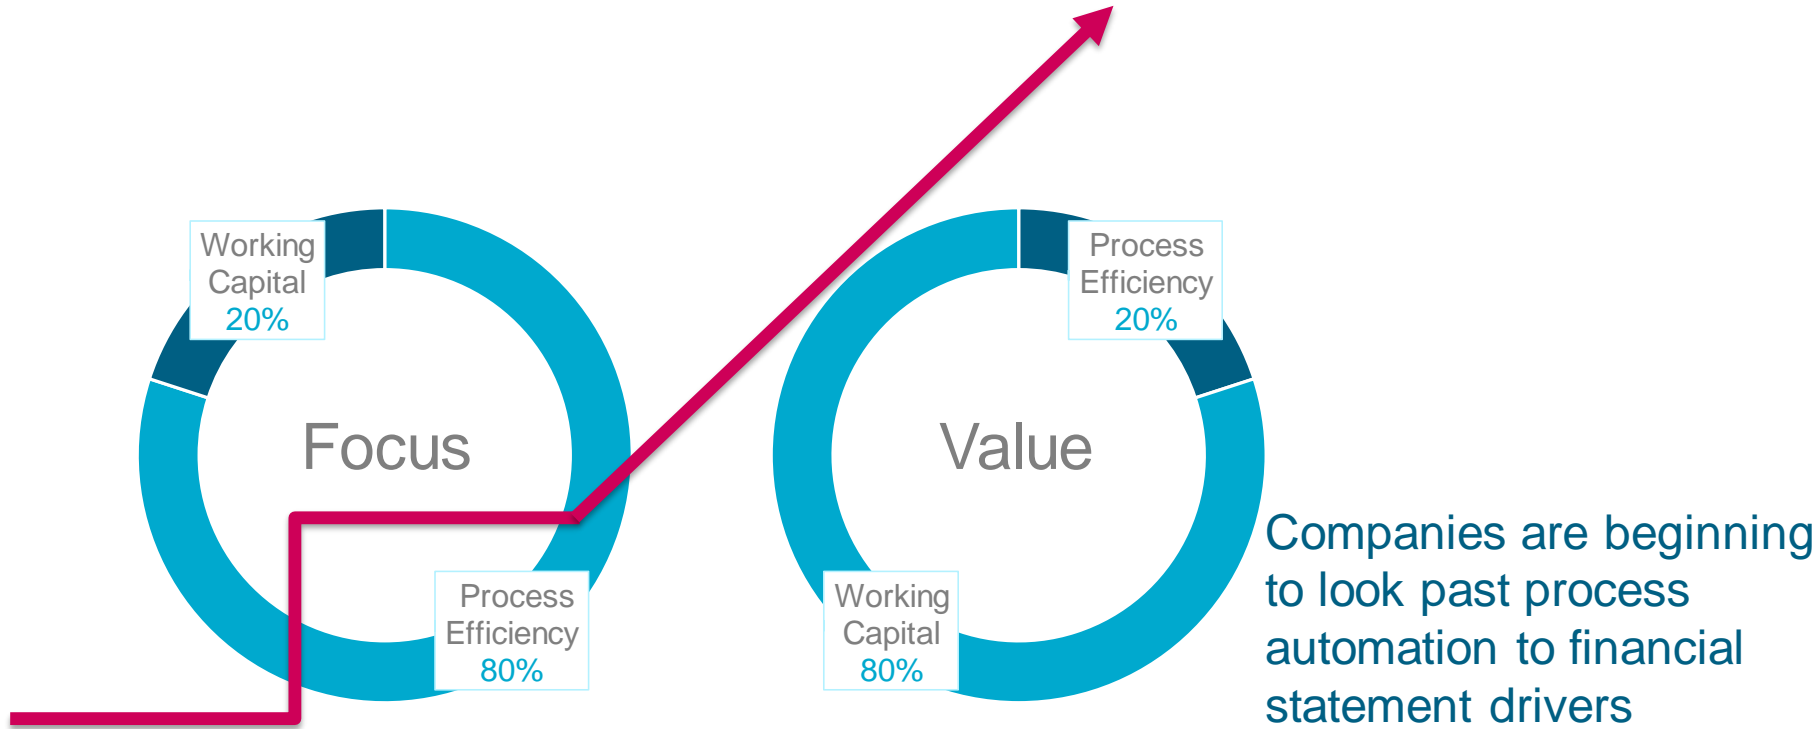 Working
Capital
20%
Focus
Process
Efficiency
80%
Process
Efficiency
20%
Value
Working
Capital
80%
Companies are beginning
to look past process
automation to financial
statement drivers